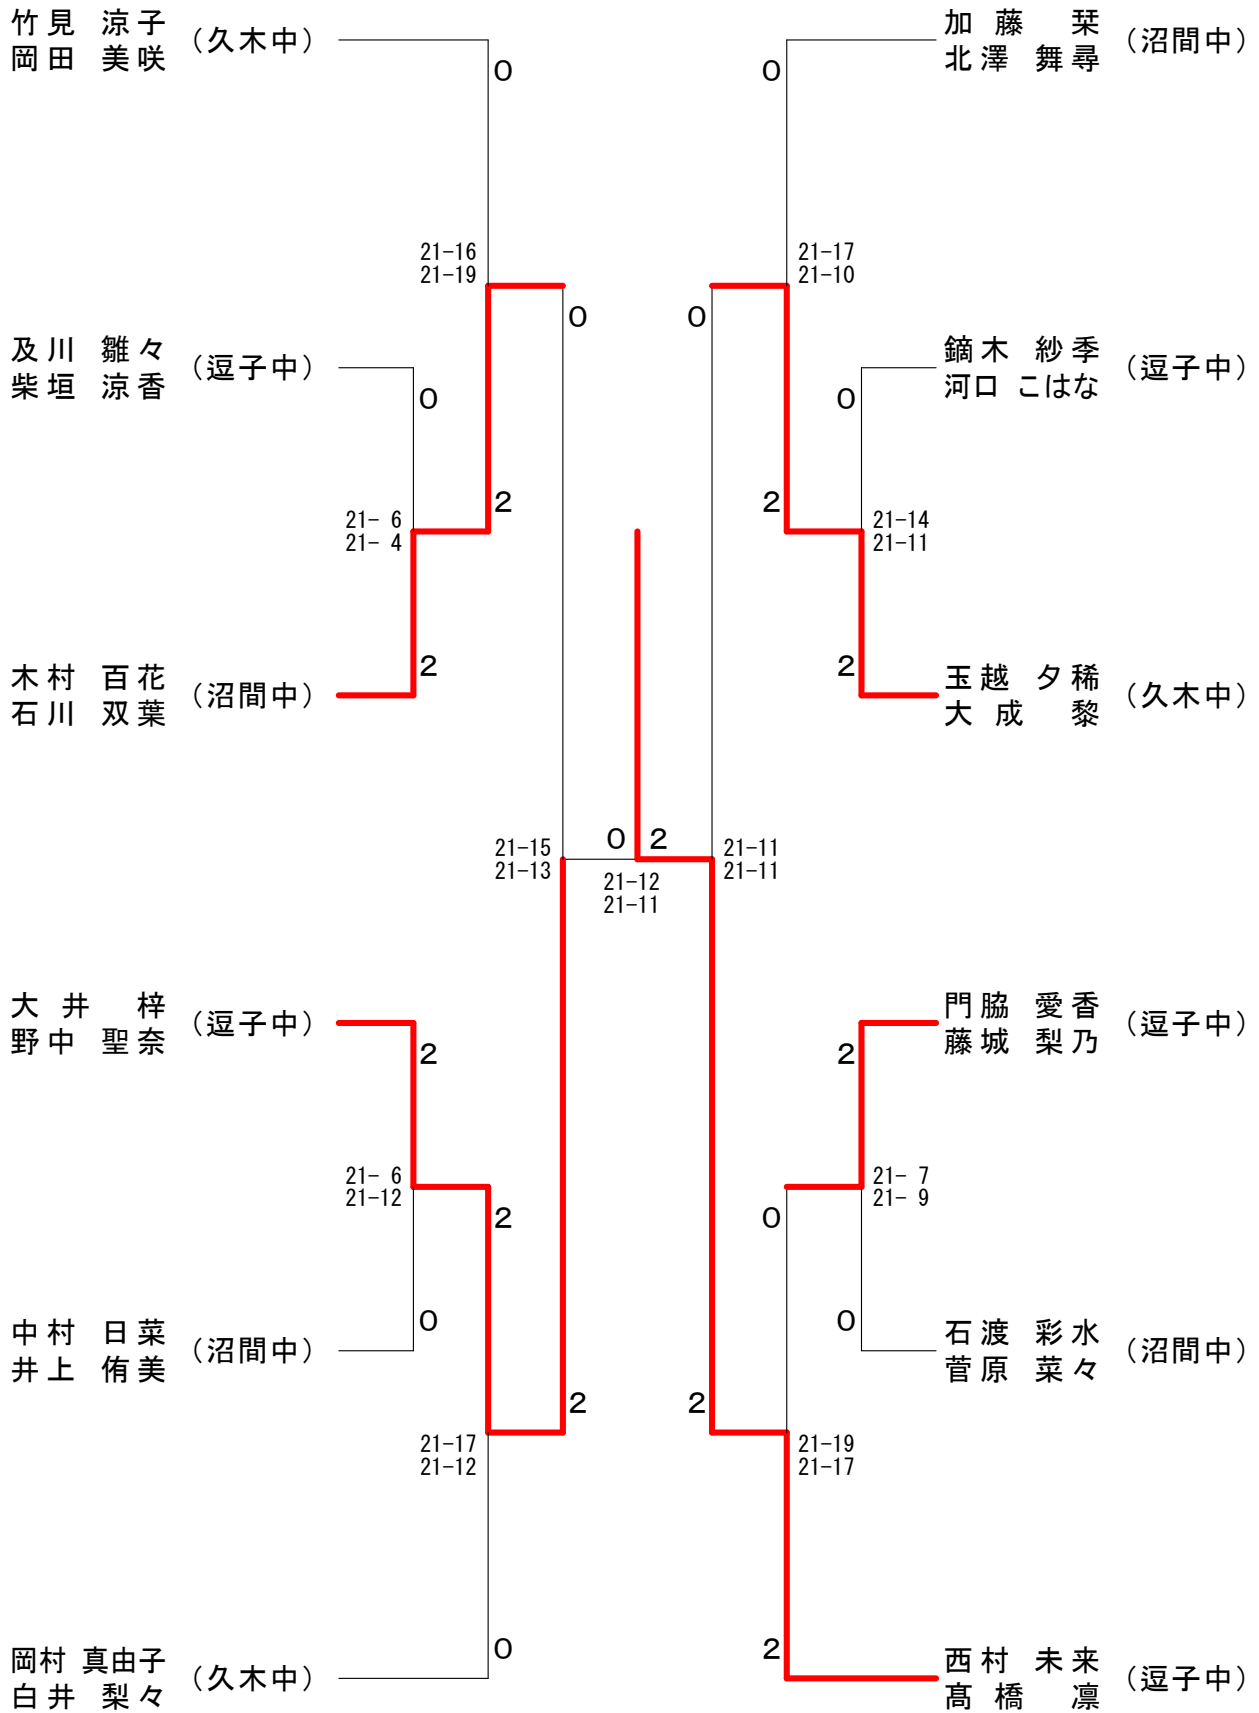 竹見 涼子
岡田 美咲
（久木中）
0
21-16
21-19
及川 雛々
柴垣 涼香
（逗子中）
0
0
2
21- 6
21- 4
2
木村 百花
石川 双葉
（沼間中）
21-15
21-13
0 2
21-12
21-11
大井 梓
野中 聖奈
（逗子中）
2
21- 6
21-12
2
0
中村 日菜
井上 侑美
（沼間中）
2
21-17
21-12
0
岡村 真由子
白井 梨々
（久木中）
加藤 栞
北澤 舞尋
（沼間中）
0
21-17
21-10
0
鏑木 紗季
河口 こはな
（逗子中）
0
2
21-14
21-11
2
玉越 夕稀
大成 黎
（久木中）
21-11
21-11
門脇 愛香
藤城 梨乃
（逗子中）
2
21- 7
21- 9
0
0
石渡 彩水
菅原 菜々
（沼間中）
2
21-19
21-17
2
西村 未来
髙橋 凛
（逗子中）